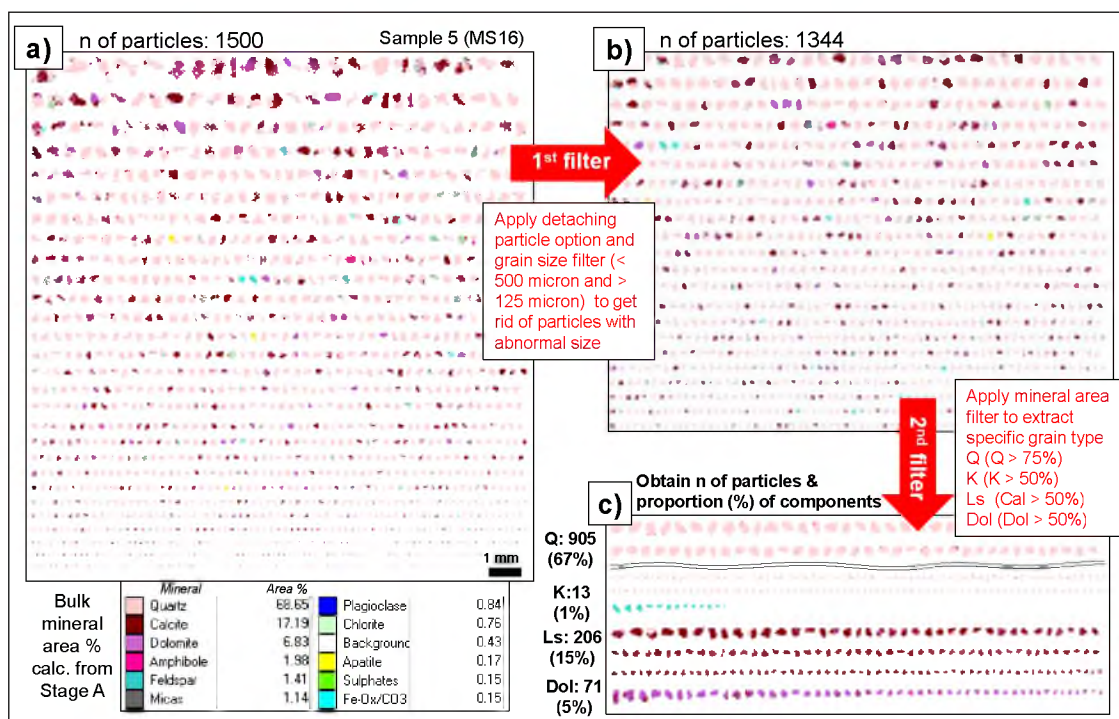 a)
n of particles: 1500
Sample 5 (MS16)
b)
n of particles: 1344
1st filter
Apply detaching
particle option and
grain size filter (<
500 micron and >
125 micron) to get
rid of particles with
abnormal size
2nd filter
Apply mineral area
filter to extract
specific grain type
Q (Q > 75%)
K (K > 50%)
Ls (Cal > 50%)
Dol (Dol > 50%)
1 mm
Obtain n of particles &
proportion (%) of components
c)
Q: 905
(67%)
K:13
(1%)
Ls: 206
(15%)
Dol: 71
(5%)
Bulk
mineral
area %
calc. from
Stage A
Mineral Area %
Quartz 68.65
Calcite 17.19
Dolomite 6.83
Amphibole 1.98
Feldspar 1.41
Micas 1.14
Plagioclase 0.84
Chlorite 0.76
Background 0.43
Apatite 0.17
Sulphates 0.15
Fe-Ox/CO3 0.15